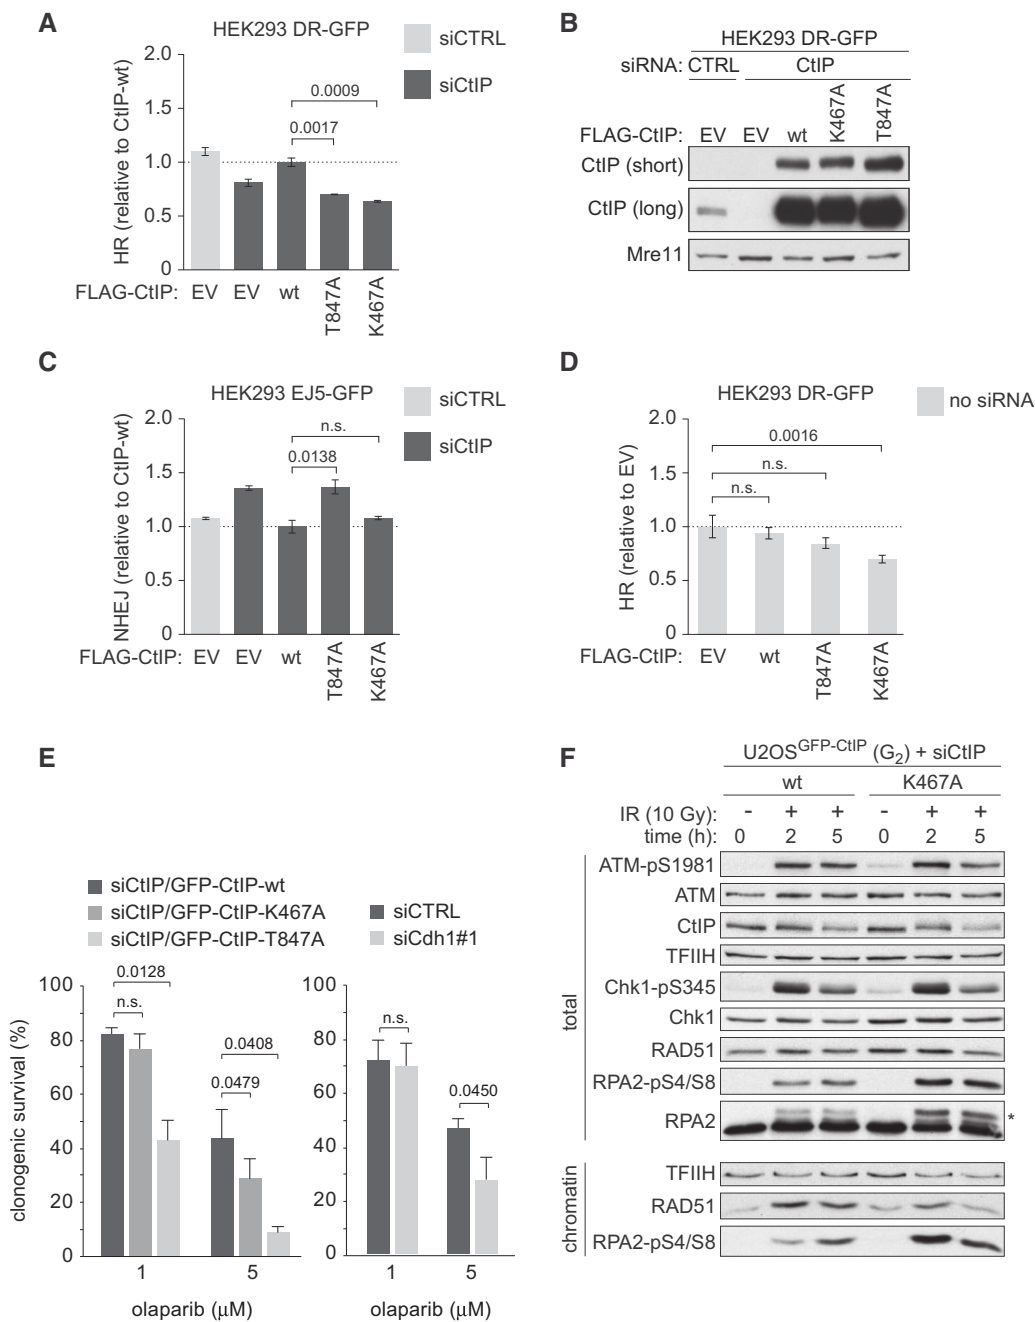 A
HEK293 DR-GFP
siCTRL
siCtIP
HR (relative to CtIP-wt)
2.0
1.5
1.0
0.5
0
0.0009
0.0017
FLAG-CtIP: EV EV wt T847A K467A
B
HEK293 DR-GFP
siRNA: CTRL CtIP
FLAG-CtIP: EV EV wt K467A T847A
CtIP (short)
CtIP (long)
Mre11
C
HEK293 EJ5-GFP
siCTRL
siCtIP
NHEJ (relative to CtIP-wt)
2.0
1.5
1.0
0.5
0
n.s.
0.0138
FLAG-CtIP: EV EV wt T847A K467A
D
HEK293 DR-GFP
no siRNA
HR (relative to EV)
2.0
1.5
1.0
0.5
0
0.0016
n.s.
n.s.
FLAG-CtIP: EV wt T847A K467A
E
siCtIP/GFP-CtIP-wt
siCtIP/GFP-CtIP-K467A
siCtIP/GFP-CtIP-T847A
siCTRL
siCdh1#1
clonogenic survival (%)
100
80
60
40
20
0
0.0128
n.s.
0.0408
0.0479
1 5
olaparib (μM)
100
80
60
40
20
0
n.s.
0.0450
1 5
olaparib (μM)
F
U2OS^GFP-CtIP (G₂) + siCtIP
wt K467A
IR (10 Gy): - + + - + +
time (h): 0 2 5 0 2 5
total
ATM-pS1981
ATM
CtIP
TFIIH
Chk1-pS345
Chk1
RAD51
RPA2-pS4/S8
RPA2 *
chromatin
TFIIH
RAD51
RPA2-pS4/S8